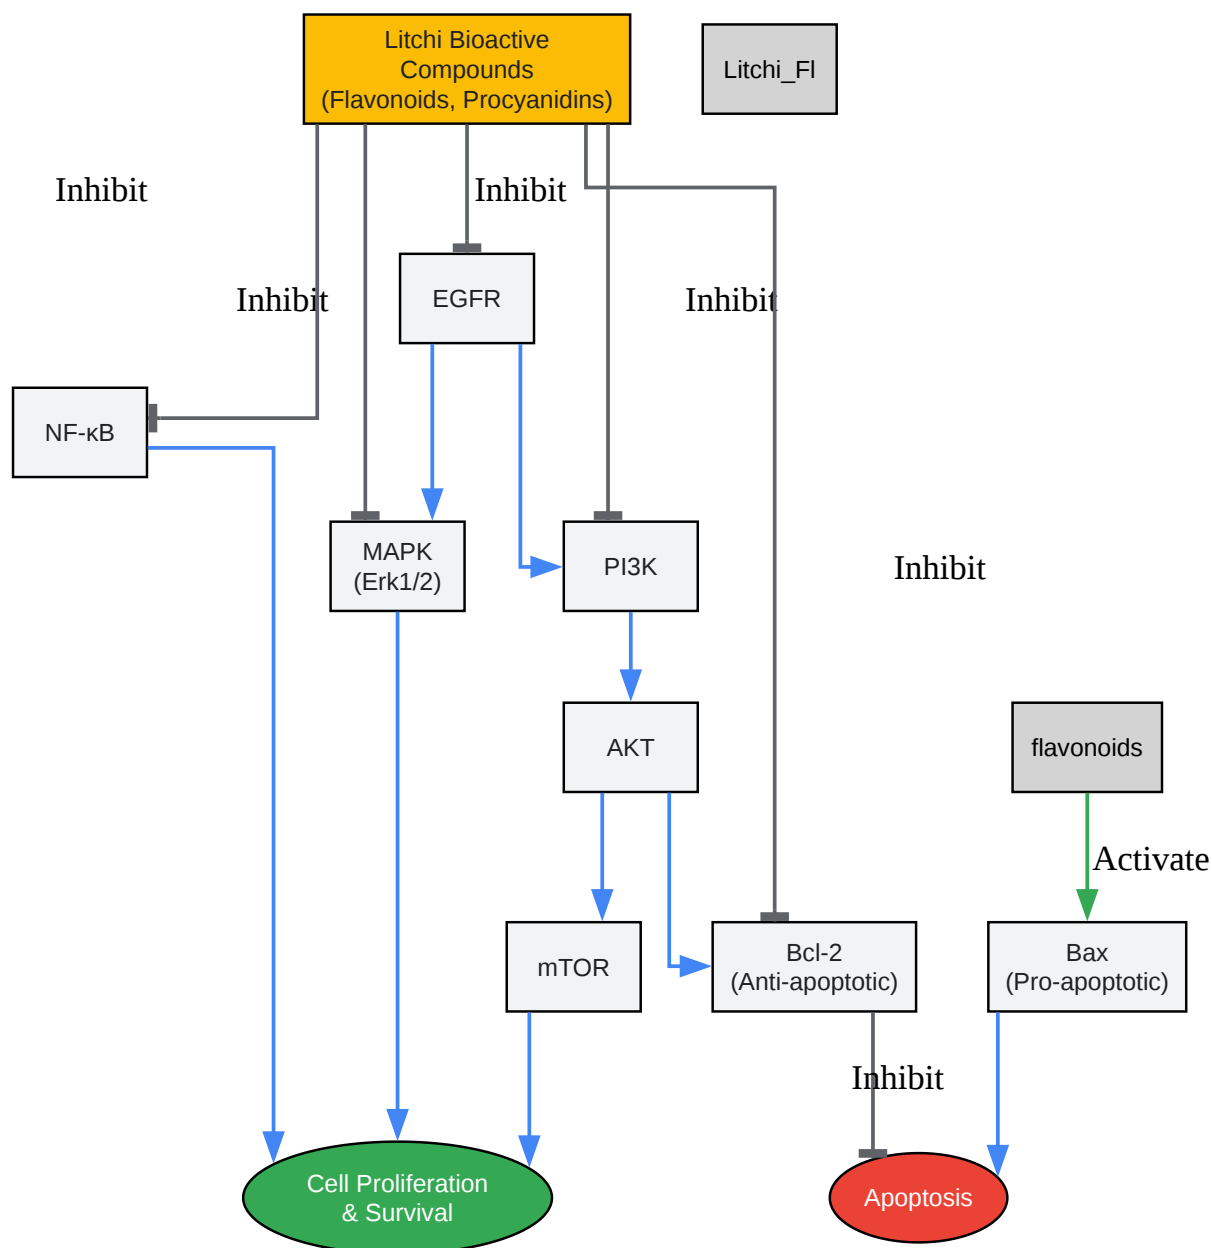 Litchi Bioactive
Compounds
(Flavonoids, Procyanidins)
Litchi_Fl
Inhibit
Inhibit
Inhibit
EGFR
Inhibit
NF-κB
MAPK
(Erk1/2)
PI3K
Inhibit
AKT
flavonoids
Activate
mTOR
Bcl-2
(Anti-apoptotic)
Bax
(Pro-apoptotic)
Inhibit
Cell Proliferation
& Survival
Apoptosis